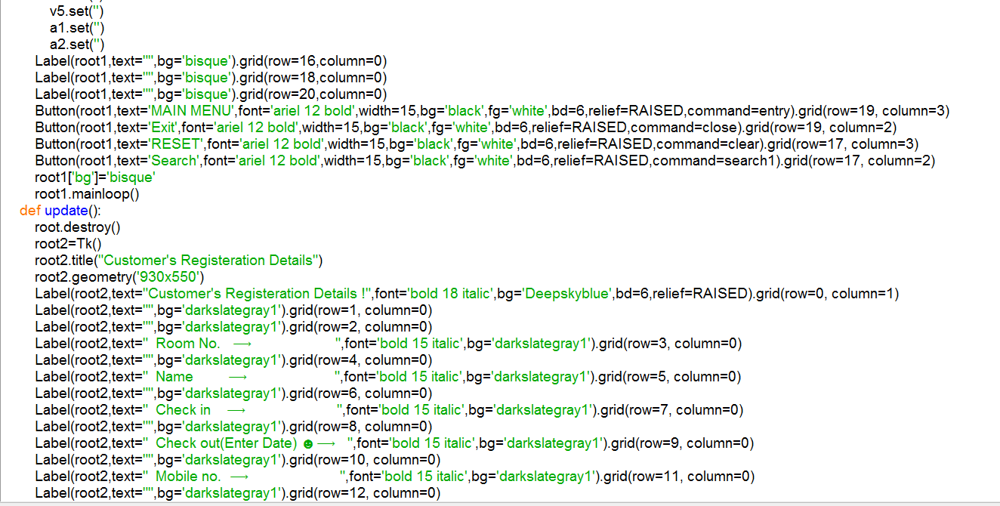 v5.set('')
a1.set('')
a2.set('')
Label(root1,text="",bg='bisque').grid(row=16,column=0)
Label(root1,text="",bg='bisque').grid(row=18,column=0)
Label(root1,text="",bg='bisque').grid(row=20,column=0)
Button(root1,text='MAIN MENU',font='ariel 12 bold',width=15,bg='black',fg='white',bd=6,relief=RAISED,command=entry).grid(row=19, column=3)
Button(root1,text='Exit',font='ariel 12 bold',width=15,bg='black',fg='white',bd=6,relief=RAISED,command=close).grid(row=19, column=2)
Button(root1,text='RESET',font='ariel 12 bold',width=15,bg='black',fg='white',bd=6,relief=RAISED,command=clear).grid(row=17, column=3)
Button(root1,text='Search',font='ariel 12 bold',width=15,bg='black',fg='white',bd=6,relief=RAISED,command=search1).grid(row=17, column=2)
root1['bg']='bisque'
root1.mainloop()
def update():
root.destroy()
root2=Tk()
root2.title("Customer's Registeration Details")
root2.geometry('930x550')
Label(root2,text="Customer's Registeration Details !",font='bold 18 italic',bg='Deepskyblue',bd=6,relief=RAISED).grid(row=0, column=1)
Label(root2,text="",bg='darkslategray1').grid(row=1, column=0)
Label(root2,text="",bg='darkslategray1').grid(row=2, column=0)
Label(root2,text="  Room No.   ⟶                      ",font='bold 15 italic',bg='darkslategray1').grid(row=3, column=0)
Label(root2,text="",bg='darkslategray1').grid(row=4, column=0)
Label(root2,text="  Name         ⟶                       ",font='bold 15 italic',bg='darkslategray1').grid(row=5, column=0)
Label(root2,text="",bg='darkslategray1').grid(row=6, column=0)
Label(root2,text="  Check in    ⟶                        ",font='bold 15 italic',bg='darkslategray1').grid(row=7, column=0)
Label(root2,text="",bg='darkslategray1').grid(row=8, column=0)
Label(root2,text="  Check out(Enter Date) ☻⟶   ",font='bold 15 italic',bg='darkslategray1').grid(row=9, column=0)
Label(root2,text="",bg='darkslategray1').grid(row=10, column=0)
Label(root2,text="  Mobile no.  ⟶                        ",font='bold 15 italic',bg='darkslategray1').grid(row=11, column=0)
Label(root2,text="",bg='darkslategray1').grid(row=12, column=0)